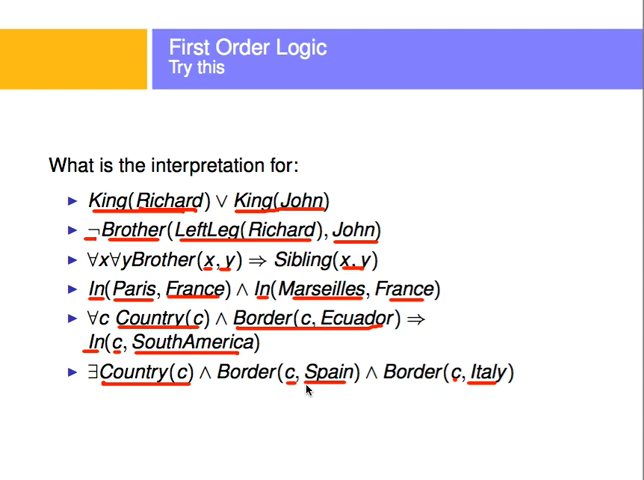 First Order Logic
Try this
What is the interpretation for:
▶ King(Richard) ∨ King(John)
▶ ¬Brother(LeftLeg(Richard), John)
▶ ∀x∀yBrother(x, y) ⇒ Sibling(x, y)
▶ In(Paris, France) ∧ In(Marseilles, France)
▶ ∀c Country(c) ∧ Border(c, Ecuador) ⇒
In(c, SouthAmerica)
▶ ∃Country(c) ∧ Border(c, Spain) ∧ Border(c, Italy)